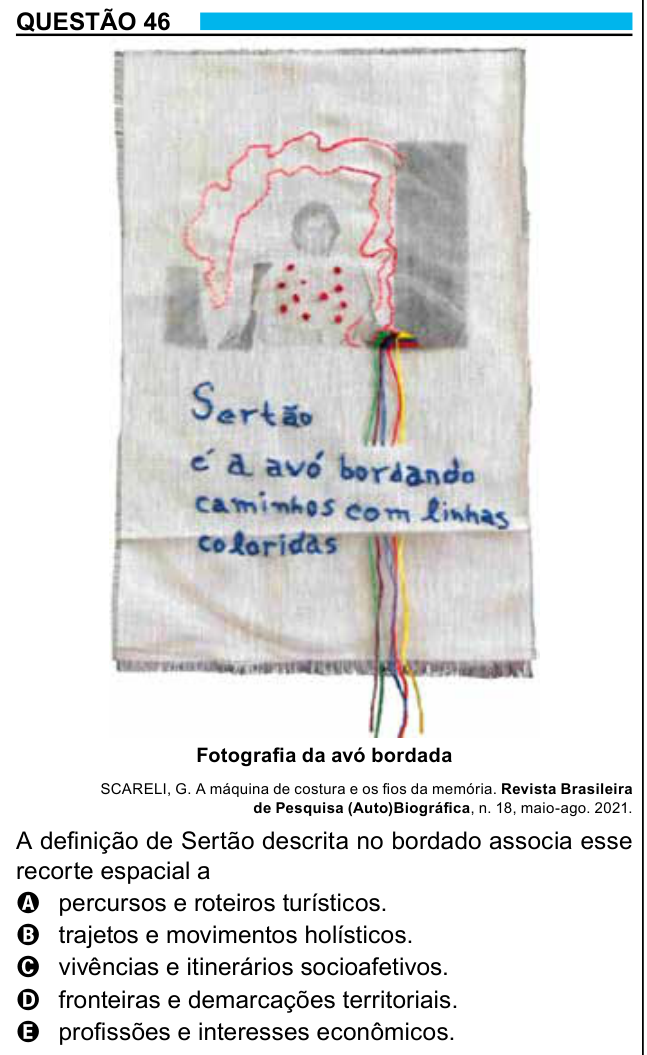 QUESTÃO 46
Sertão
é a avó bordando
caminhos com linhas
coloridas
Fotografia da avó bordada
SCARELI, G. A máquina de costura e os fios da memória. Revista Brasileira
de Pesquisa (Auto)Biográfica, n. 18, maio-ago. 2021.
A definição de Sertão descrita no bordado associa esse
recorte espacial a
A percursos e roteiros turísticos.
B trajetos e movimentos holísticos.
C vivências e itinerários socioafetivos.
D fronteiras e demarcações territoriais.
E profissões e interesses econômicos.